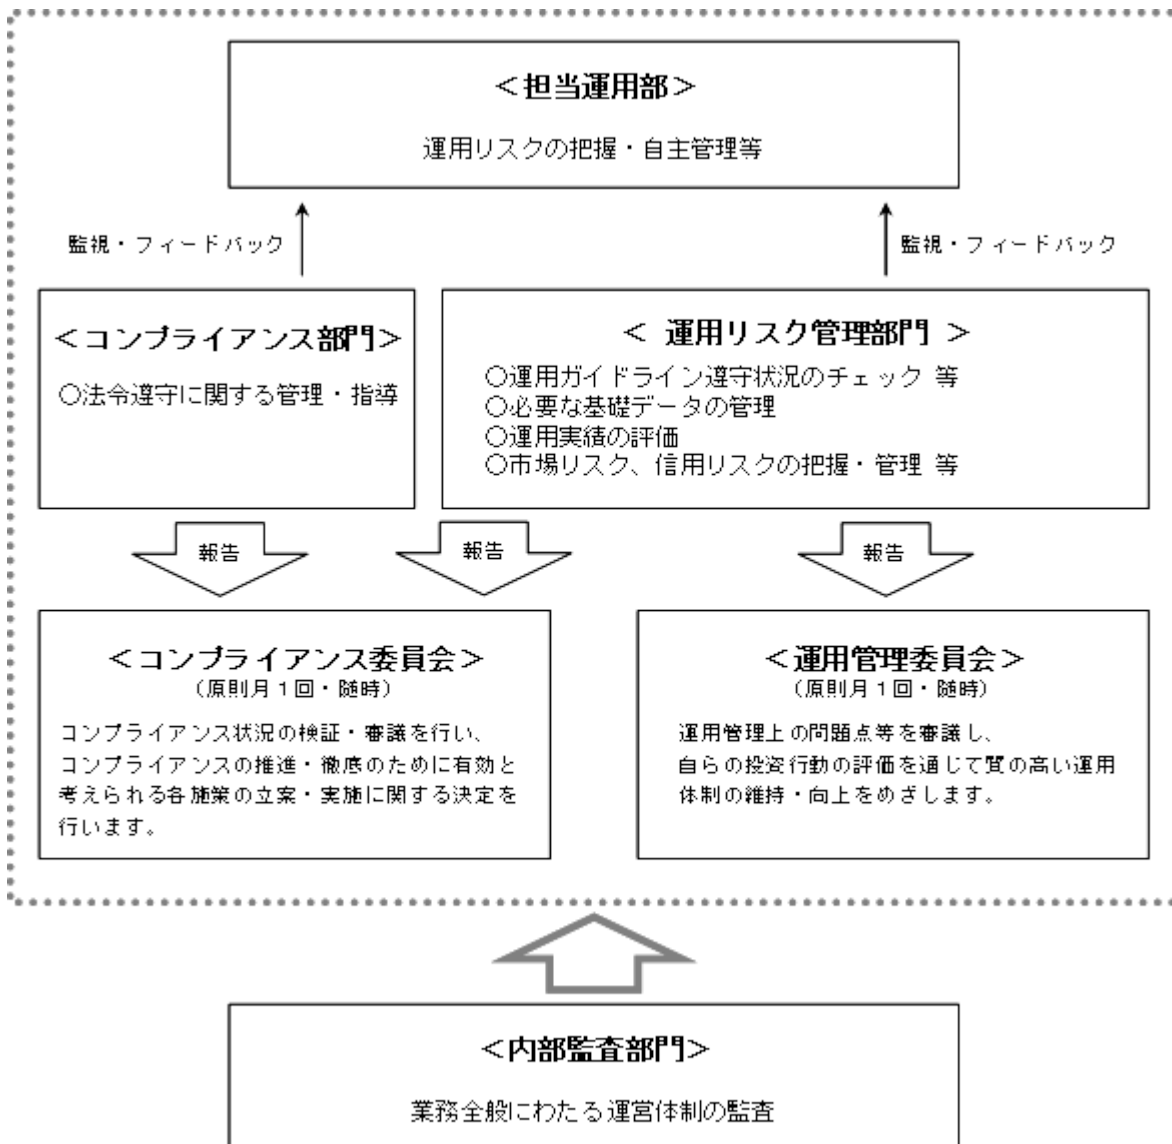 ＜担当運用部＞
運用リスクの把握・自主管理等
監視・フィードバック
監視・フィードバック
＜コンプライアンス部門＞
○法令遵守に関する管理・指導
＜ 運用リスク管理部門 ＞
○運用ガイドライン遵守状況のチェック 等
○必要な基礎データの管理
○運用実績の評価
○市場リスク、信用リスクの把握・管理 等
報告
報告
報告
＜コンプライアンス委員会＞
（原則月１回・随時）
コンプライアンス状況の検証・審議を行い、
コンプライアンスの推進・徹底のために有効と
考えられる各施策の立案・実施に関する決定を
行います。
＜運用管理委員会＞
（原則月１回・随時）
運用管理上の問題点等を審議し、
自らの投資行動の評価を通じて質の高い運用
体制の維持・向上をめざします。
＜内部監査部門＞
業務全般にわたる運営体制の監査